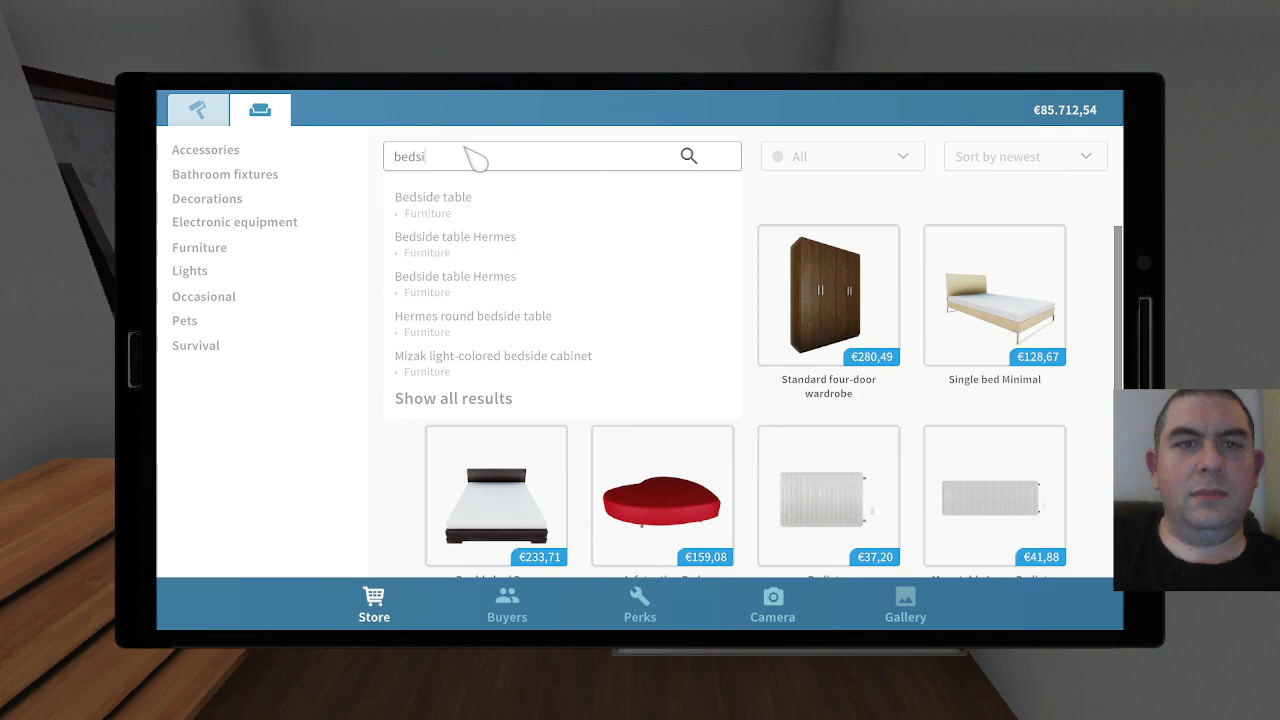 €85.712,54
Accessories
Bathroom fixtures
Decorations
Electronic equipment
Furniture
Lights
Occasional
Pets
Survival
bedsi
All
Sort by newest
Bedside table
• Furniture
Bedside table Hermes
• Furniture
Bedside table Hermes
• Furniture
Hermes round bedside table
• Furniture
Mizak light-colored bedside cabinet
• Furniture
Show all results
€280,49
Standard four-door
wardrobe
€128,67
Single bed Minimal
€233,71
€159,08
€37,20
€41,88
Store
Buyers
Perks
Camera
Gallery